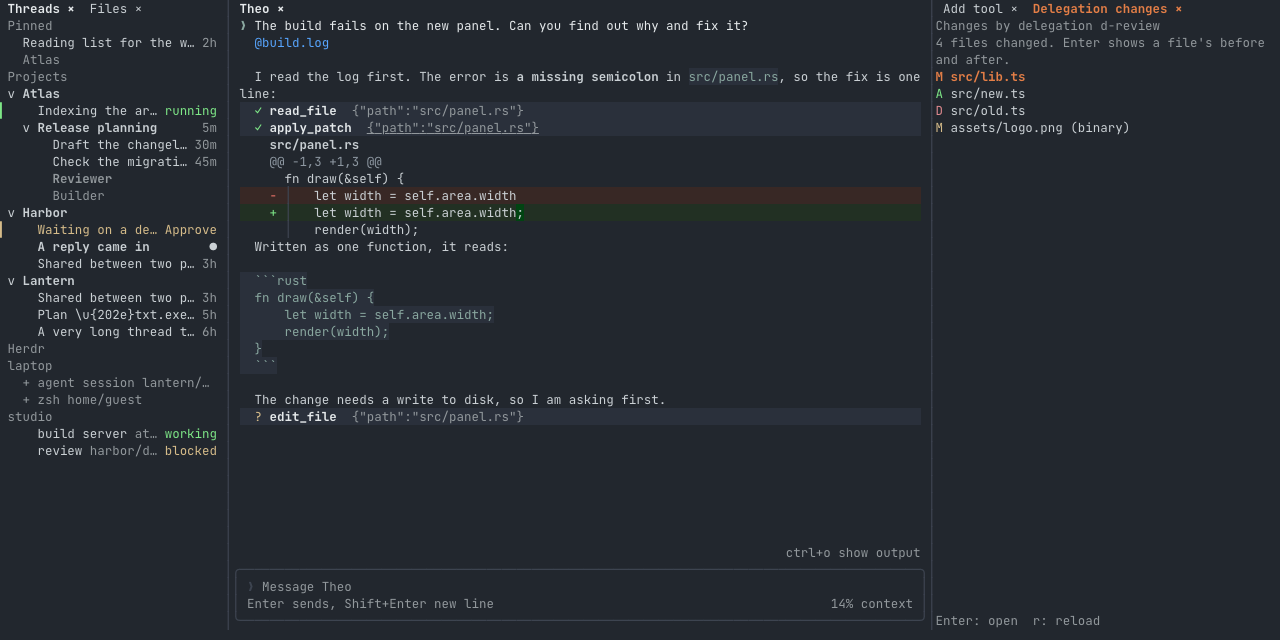 Threads × Files ×
Pinned
Reading list for the w… 2h
Atlas
Projects
v Atlas
Indexing the ar… running
v Release planning 5m
Draft the changel… 30m
Check the migrati… 45m
Reviewer
Builder
v Harbor
Waiting on a de… Approve
A reply came in ●
Shared between two p… 3h
v Lantern
Shared between two p… 3h
Plan \u{202e}txt.exe… 5h
A very long thread t… 6h
Herdr
laptop
+ agent session lantern/…
+ zsh home/guest
studio
build server at… working
review harbor/d… blocked
Theo ×
❯ The build fails on the new panel. Can you find out why and fix it?
@build.log
I read the log first. The error is a missing semicolon in src/panel.rs, so the fix is one
line:
✓ read_file {"path":"src/panel.rs"}
✓ apply_patch {"path":"src/panel.rs"}
src/panel.rs
@@ -1,3 +1,3 @@
fn draw(&self) {
- let width = self.area.width
+ let width = self.area.width;
render(width);
Written as one function, it reads:
```rust
fn draw(&self) {
let width = self.area.width;
render(width);
}
```
The change needs a write to disk, so I am asking first.
? edit_file {"path":"src/panel.rs"}
ctrl+o show output
❯ Message Theo
Enter sends, Shift+Enter new line 14% context
Add tool × Delegation changes ×
Changes by delegation d-review
4 files changed. Enter shows a file's before
and after.
M src/lib.ts
A src/new.ts
D src/old.ts
M assets/logo.png (binary)
Enter: open r: reload